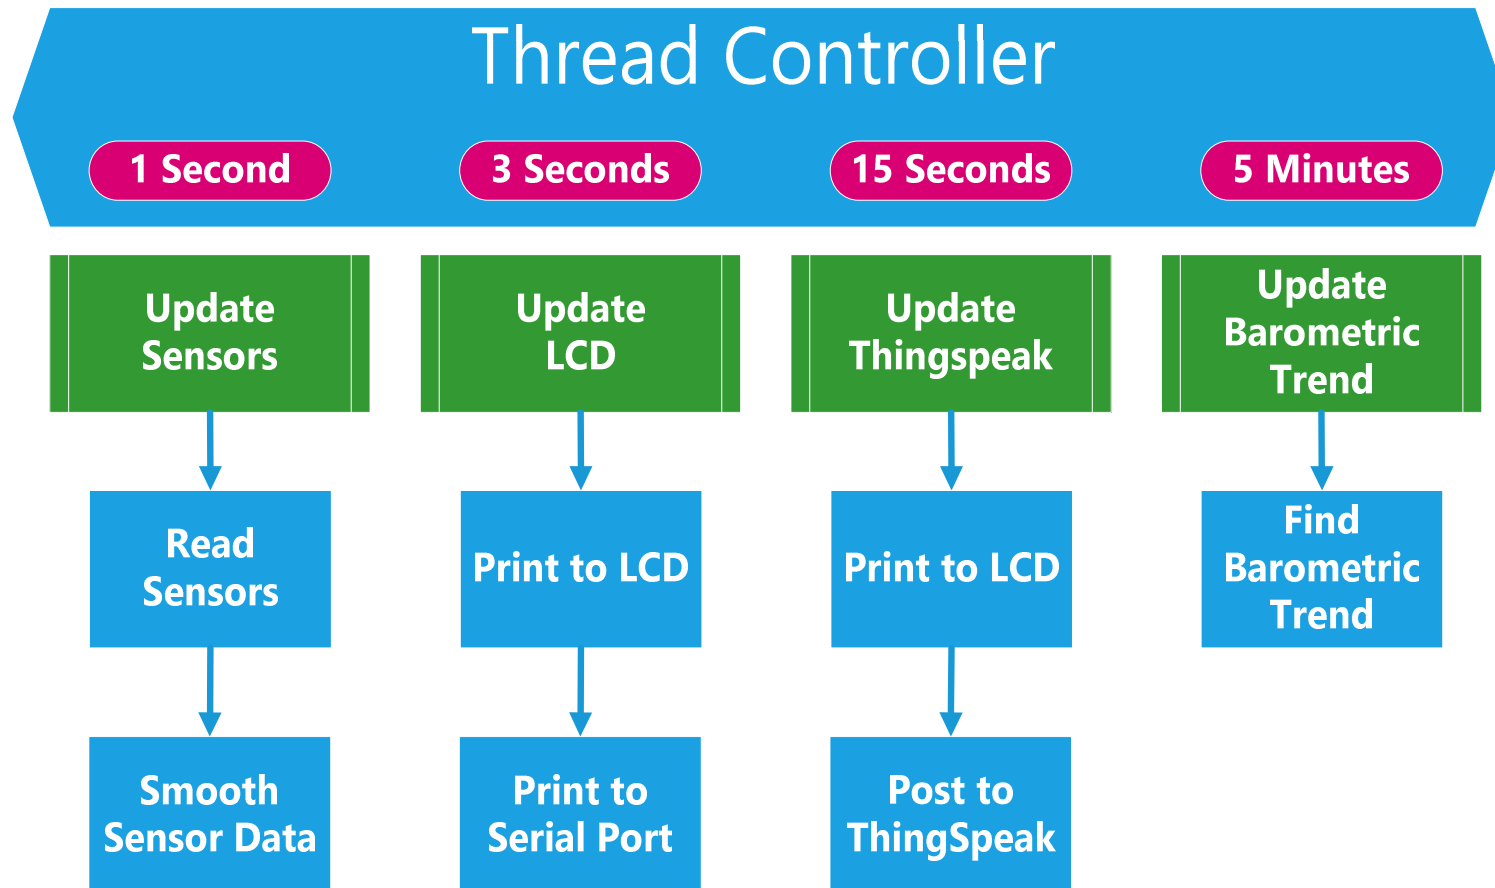 Thread Controller
1 Second
3 Seconds
15 Seconds
5 Minutes
Update
Sensors
Update
LCD
Update
Thingspeak
Update
Barometric
Trend
Read
Sensors
Print to LCD
Print to LCD
Find
Barometric
Trend
Smooth
Sensor Data
Print to
Serial Port
Post to
ThingSpeak